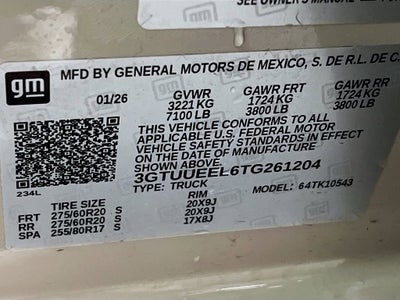 SEE OWNER'S MANUAL
gm
MFD BY GENERAL MOTORS DE MEXICO, S. DE R.L. DE C.
01/26 GVWR GAWR FRT GAWR RR
3221 KG 1724 KG 1724 KG
7100 LB 3800 LB 3800 LB
THIS VEHICLE CONFORMS TO ALL
APPLICABLE U.S. FEDERAL MOTOR
VEHICLE SAFETY STANDARDS IN EFFECT
ON THE DATE OF MANUFACTURE
SHOWN ABOVE.
3GTUUEEL6TG261204
TYPE: TRUCK MODEL: 64TK10543
234L
TIRE SIZE RIM
FRT 275/60R20 S 20X9J
RR 275/60R20 S 20X9J
SPA 255/80R17 S 17X8J